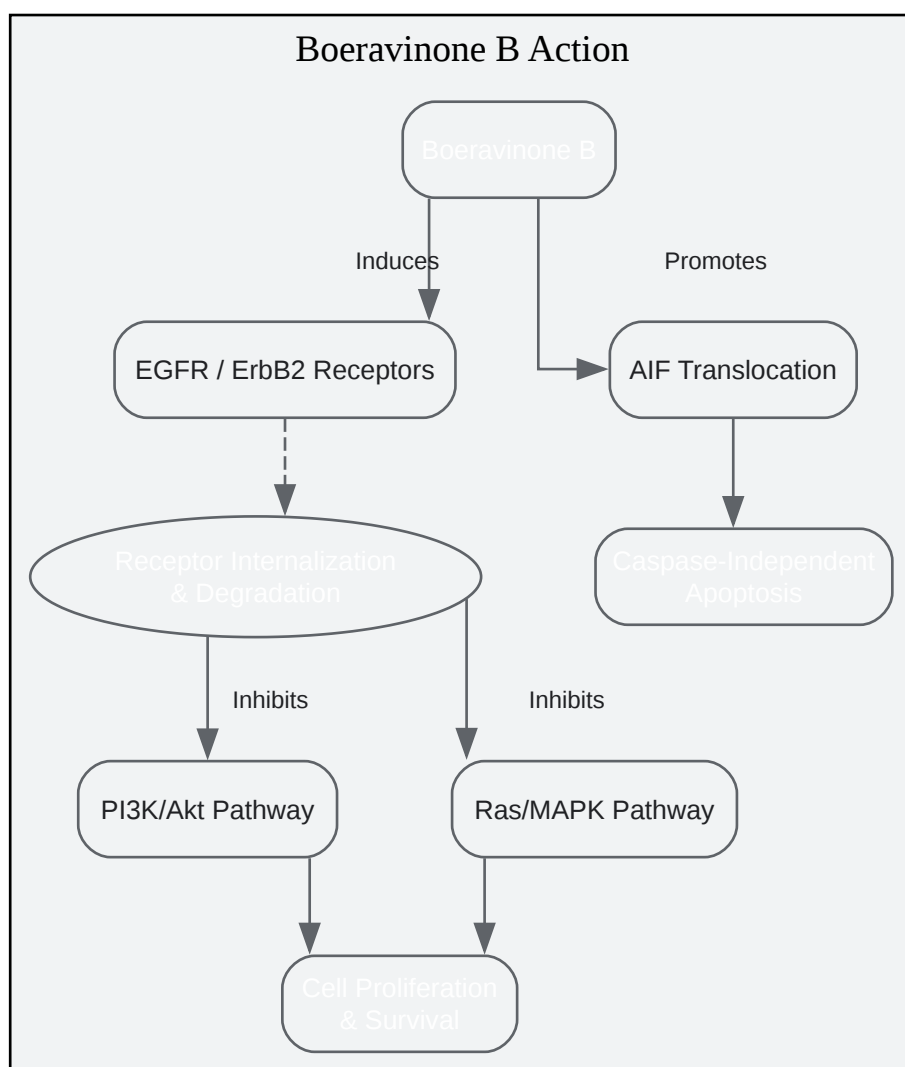 Boeravinone B Action
Boeravinone B
Induces
Promotes
EGFR / ErbB2 Receptors
AIF Translocation
Receptor Internalization
& Degradation
Caspase-Independent
Apoptosis
Inhibits
Inhibits
PI3K/Akt Pathway
Ras/MAPK Pathway
Cell Proliferation
& Survival